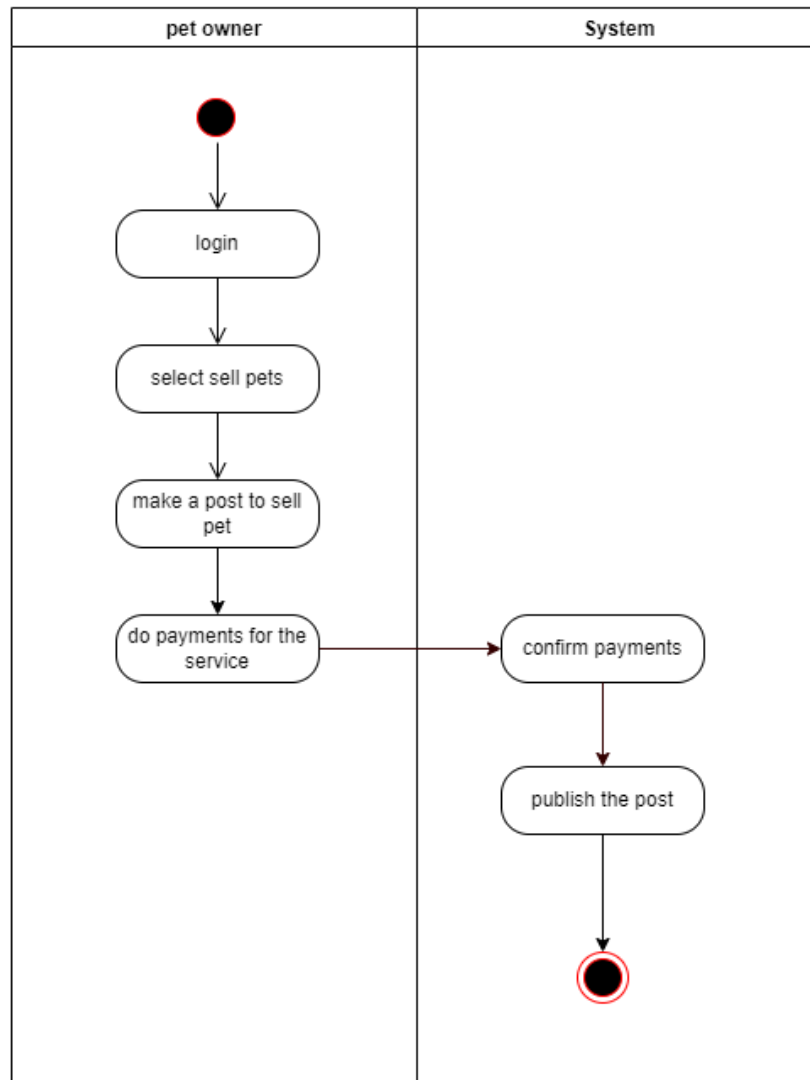 pet owner
System
login
select sell pets
make a post to sell
pet
do payments for the
service
confirm payments
publish the post